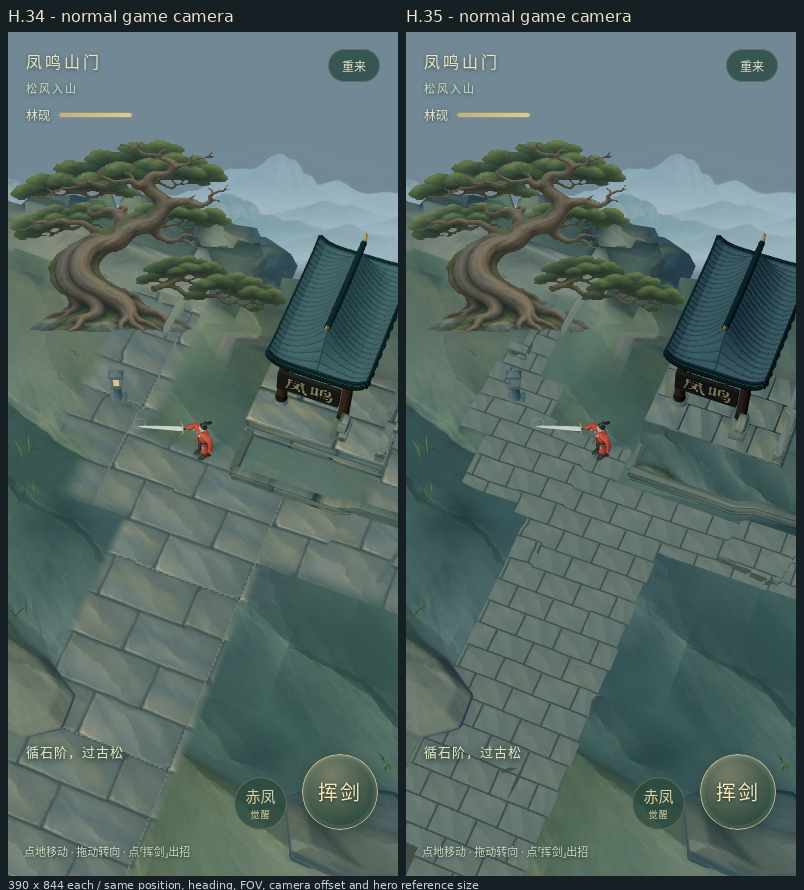 H.34 - normal game camera
凤鸣山门
重来
松风入山
林砚
凤鸣
循石阶，过古松
赤凤
觉醒
挥剑
点地移动·拖动转向·点「挥剑」出招
H.35 - normal game camera
凤鸣山门
重来
松风入山
林砚
凤鸣
循石阶，过古松
赤凤
觉醒
挥剑
点地移动·拖动转向·点「挥剑」出招
390 x 844 each / same position, heading, FOV, camera offset and hero reference size